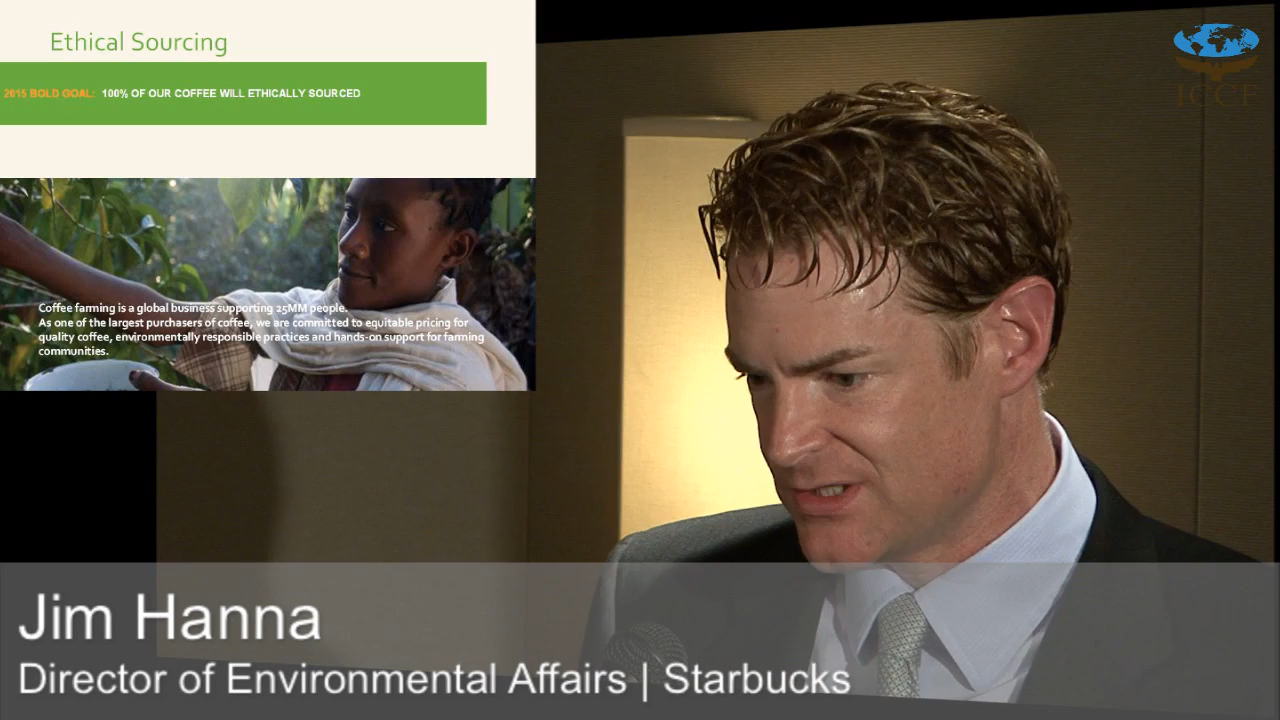 Ethical Sourcing
2015 BOLD GOAL: 100% OF OUR COFFEE WILL ETHICALLY SOURCED
Coffee farming is a global business supporting 25MM people.
As one of the largest purchasers of coffee, we are committed to equitable pricing for
quality coffee, environmentally responsible practices and hands-on support for farming
communities.
ICCF
Jim Hanna
Director of Environmental Affairs | Starbucks